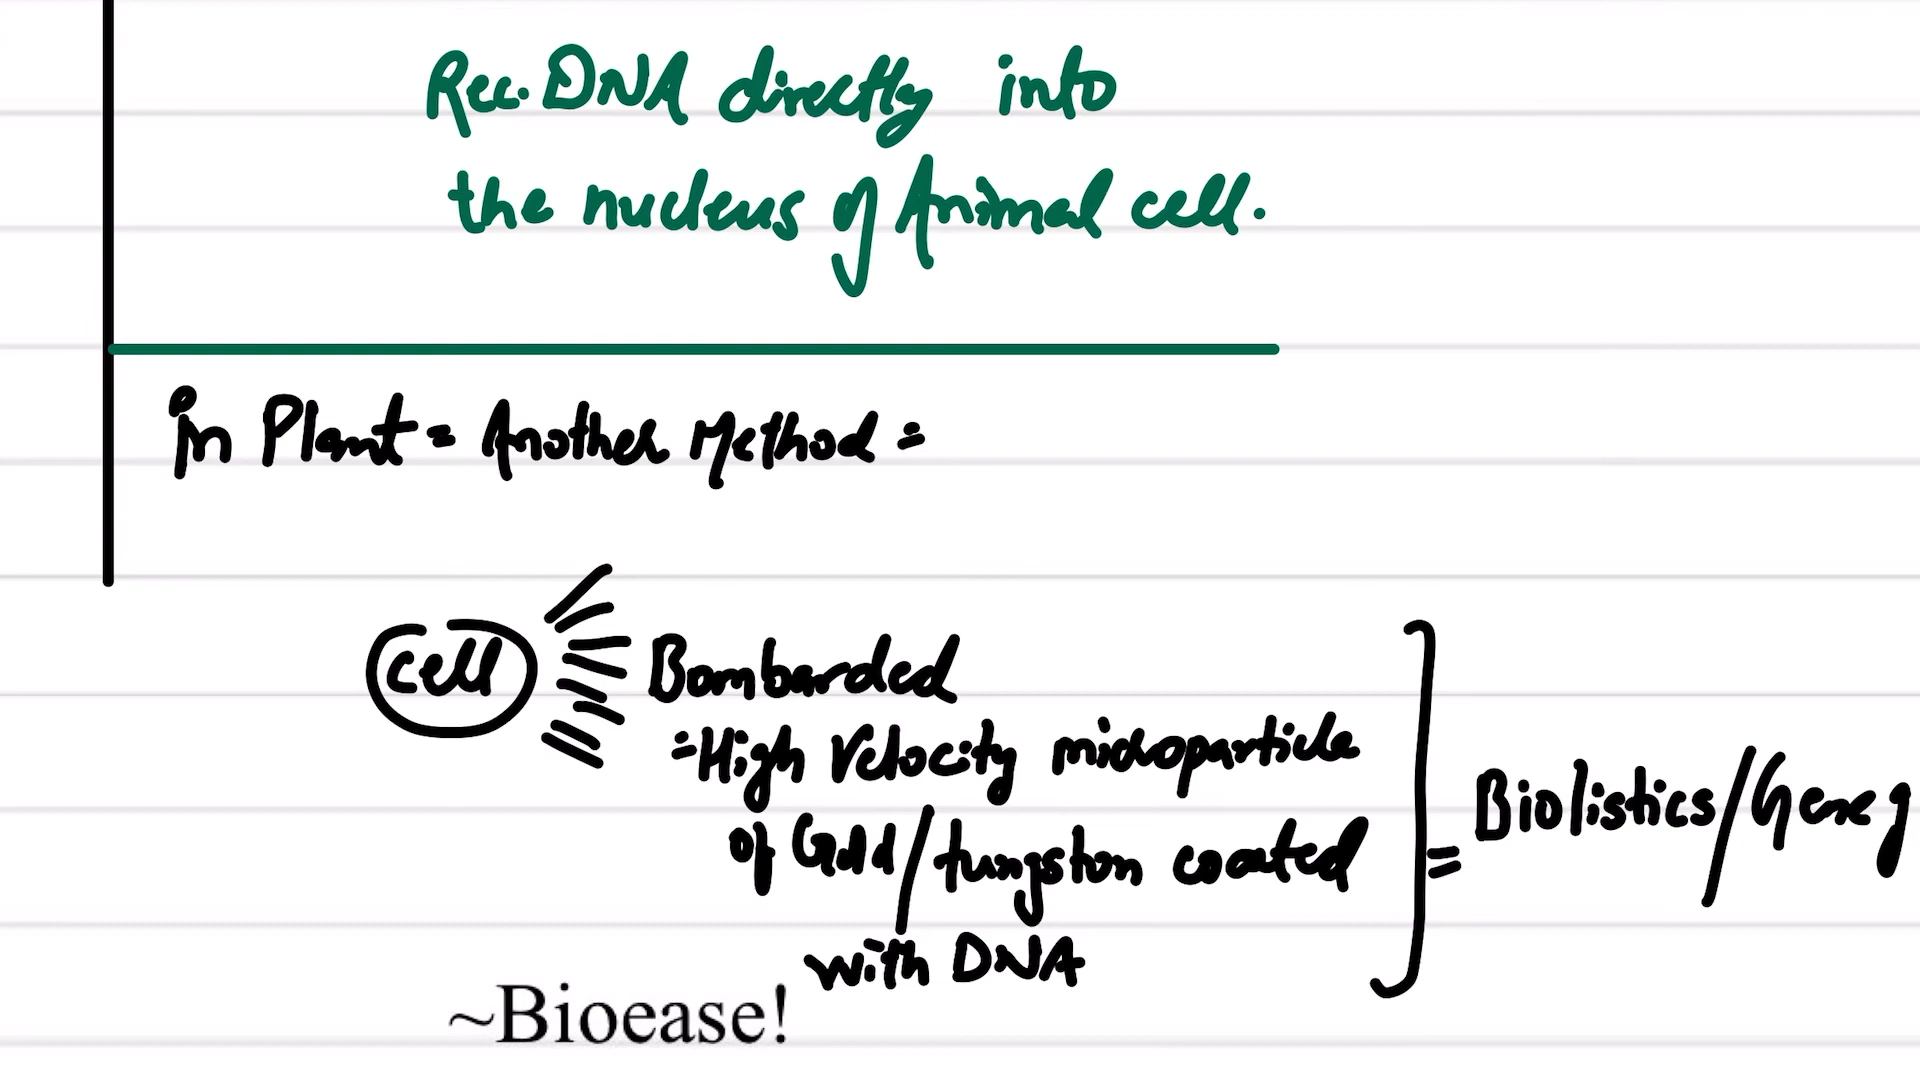 Rec. DNA directly into
the nucleus of Animal cell.
in Plant = Another Method =
cell Bombarded
= High Velocity microparticle
of Gold / tungston coated
with DNA
= Biolistics / Gene g
~Bioease!